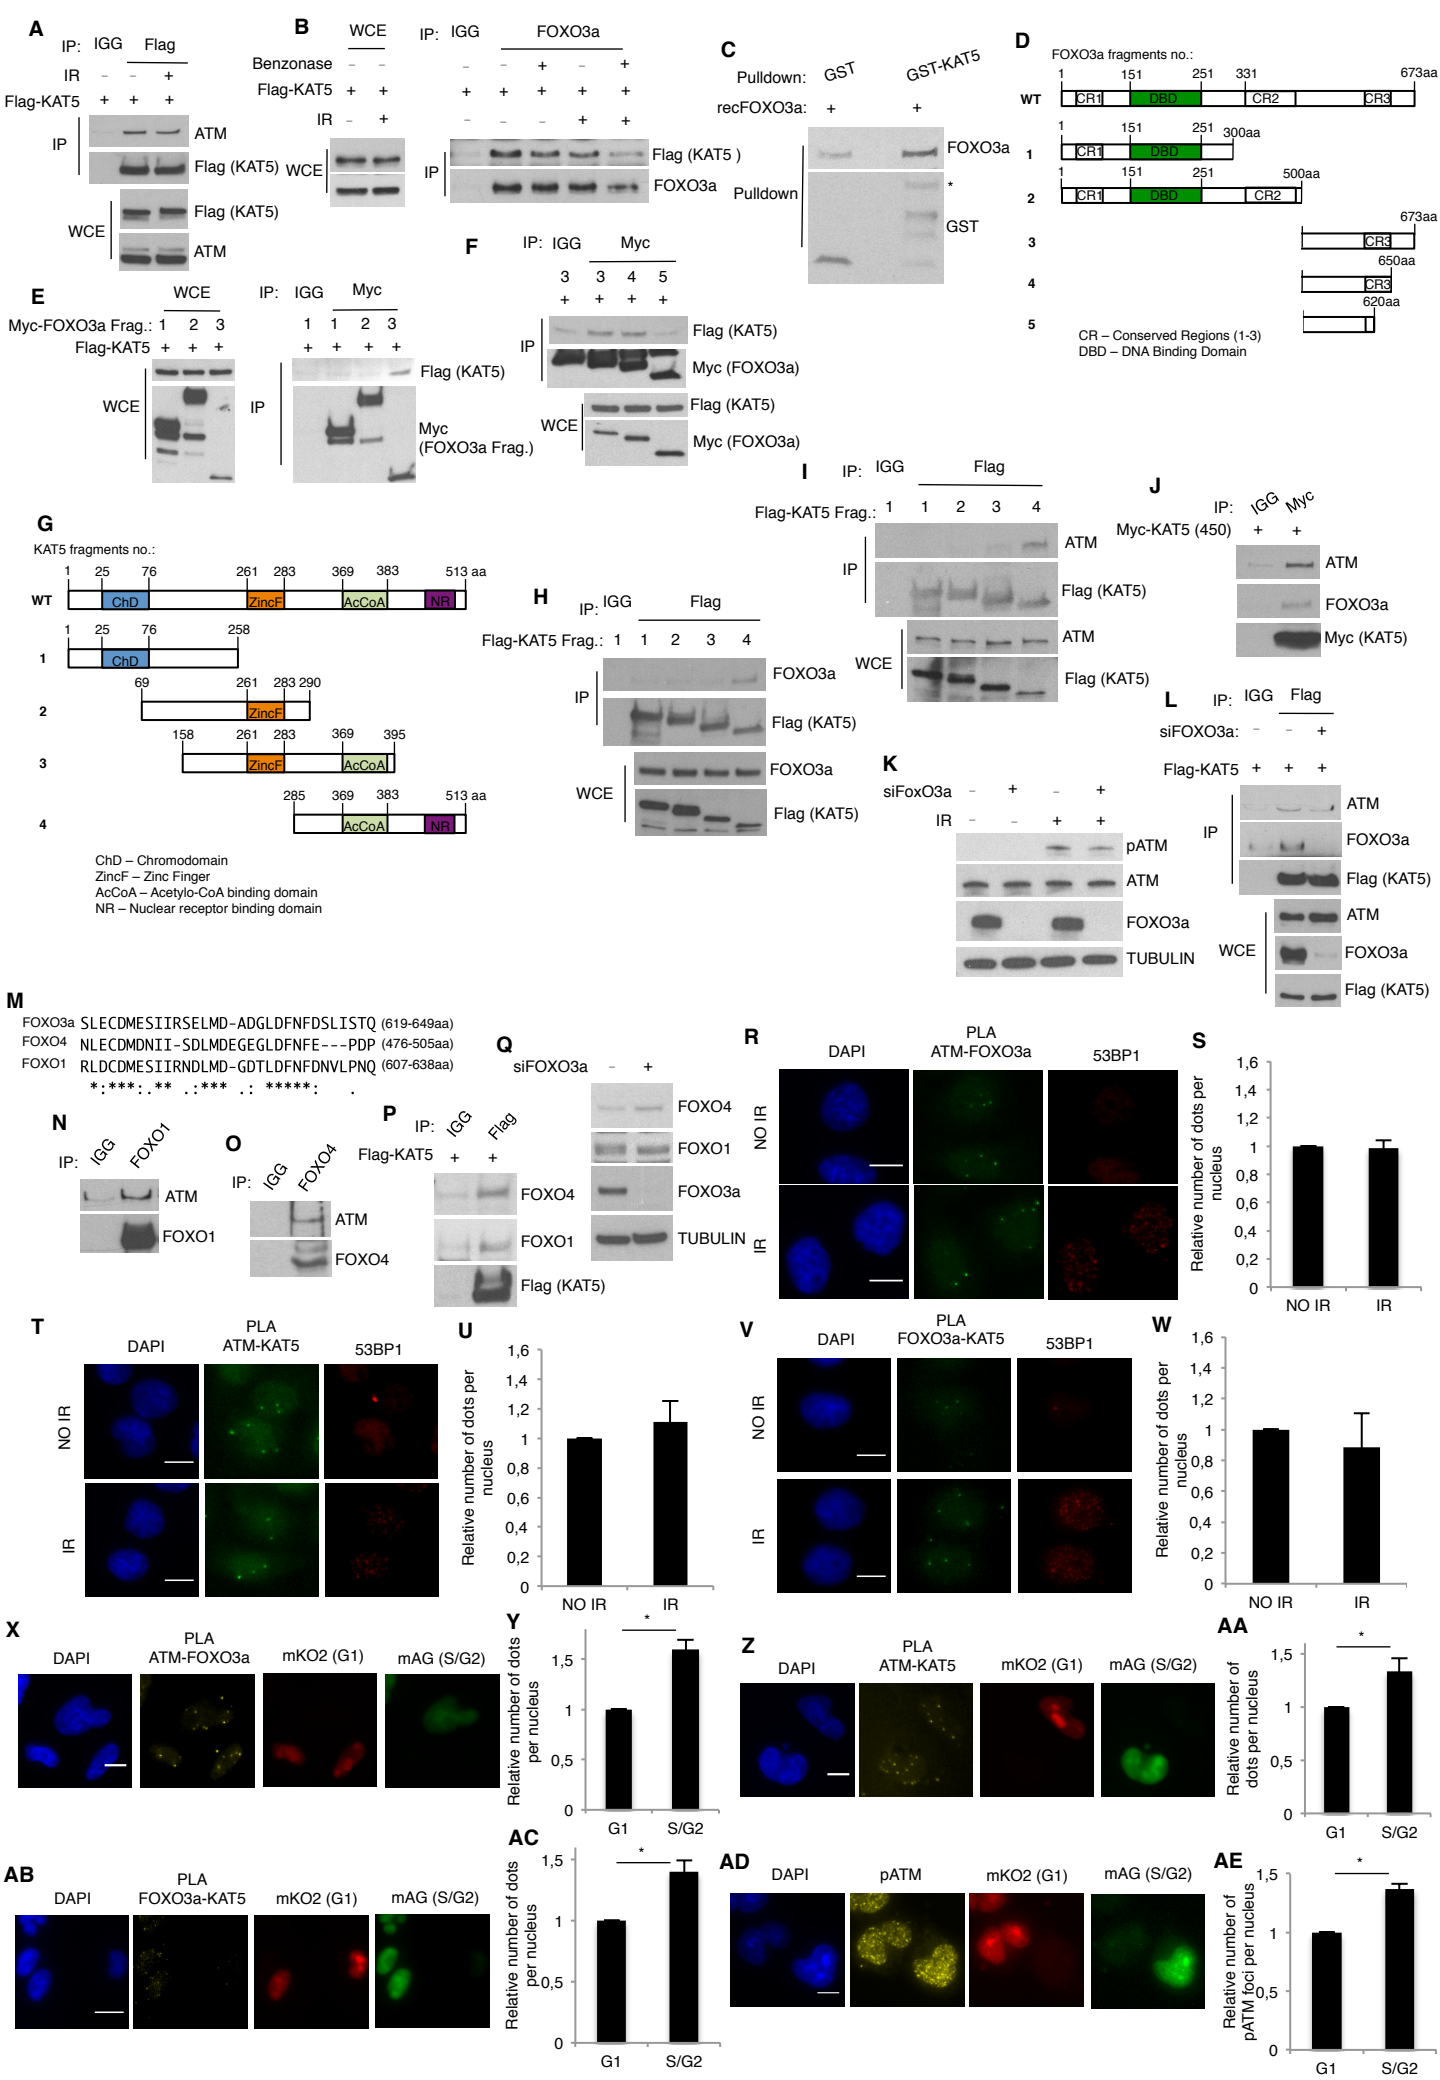 A
IP: IGG Flag
IR - - +
Flag-KAT5 + + +
IP
ATM
Flag (KAT5)
WCE
Flag (KAT5)
ATM
B
WCE IP: IGG FOXO3a
Benzonase - - - - + - +
Flag-KAT5 + + + + + + +
IR - + - - - + +
WCE
IP
Flag (KAT5 )
FOXO3a
C
Pulldown: GST GST-KAT5
recFOXO3a: + +
Pulldown
FOXO3a
*
GST
D
FOXO3a fragments no.:
1 151 251 331 673aa
WT CR1 DBD CR2 CR3
1 151 251 300aa
1 CR1 DBD
1 151 251 500aa
2 CR1 DBD CR2
673aa
3 CR3
650aa
4 CR3
620aa
5
CR – Conserved Regions (1-3)
DBD – DNA Binding Domain
E
WCE IP: IGG Myc
Myc-FOXO3a Frag.: 1 2 3 1 1 2 3
Flag-KAT5 + + + + + + +
WCE
IP
Flag (KAT5)
Myc
(FOXO3a Frag.)
F
IP: IGG Myc
3 3 4 5
+ + + +
IP
Flag (KAT5)
Myc (FOXO3a)
WCE
Flag (KAT5)
Myc (FOXO3a)
G
KAT5 fragments no.:
1 25 76 261 283 369 383 513 aa
WT ChD ZincF AcCoA NR
1 25 76 258
1 ChD
69 261 283 290
2 ZincF
158 261 283 369 395
3 ZincF AcCoA
285 369 383 513 aa
4 AcCoA NR
ChD – Chromodomain
ZincF – Zinc Finger
AcCoA – Acetylo-CoA binding domain
NR – Nuclear receptor binding domain
H
IP: IGG Flag
Flag-KAT5 Frag.: 1 1 2 3 4
IP
FOXO3a
Flag (KAT5)
WCE
FOXO3a
Flag (KAT5)
I
IP: IGG Flag
Flag-KAT5 Frag.: 1 1 2 3 4
IP
ATM
Flag (KAT5)
WCE
ATM
Flag (KAT5)
J
IP: IGG Myc
Myc-KAT5 (450) + +
ATM
FOXO3a
Myc (KAT5)
K
siFoxO3a - + - +
IR - - + +
pATM
ATM
FOXO3a
TUBULIN
L
IP: IGG Flag
siFOXO3a: - - +
Flag-KAT5 + + +
IP
ATM
FOXO3a
Flag (KAT5)
WCE
ATM
FOXO3a
Flag (KAT5)
M
FOXO3a SLECDMESIIRSELMD-ADGLDFNFDSLISTQ (619-649aa)
FOXO4 NLECDMDNII-SDLMDEGEGLDFNFE---PDP (476-505aa)
FOXO1 RLDCDMESIIRNDLMD-GDTLDFNFDNVLPNQ (607-638aa)
*:***:.** .:*** .: *****: .
N
IP: IGG FOXO1
ATM
FOXO1
O
IP: IGG FOXO4
ATM
FOXO4
P
IP: IGG Flag
Flag-KAT5 + +
FOXO4
FOXO1
Flag (KAT5)
Q
siFOXO3a - +
FOXO4
FOXO1
FOXO3a
TUBULIN
R
DAPI PLA ATM-FOXO3a 53BP1
NO IR
IR
S
Relative number of dots per nucleus
1,6
1,4
1,2
1
0,8
0,6
0,4
0,2
0
NO IR IR
T
DAPI PLA ATM-KAT5 53BP1
NO IR
IR
U
Relative number of dots per nucleus
1,6
1,4
1,2
1
0,8
0,6
0,4
0,2
0
NO IR IR
V
DAPI PLA FOXO3a-KAT5 53BP1
NO IR
IR
W
Relative number of dots per nucleus
1,6
1,4
1,2
1
0,8
0,6
0,4
0,2
0
NO IR IR
X
DAPI PLA ATM-FOXO3a mKO2 (G1) mAG (S/G2)
Y
Relative number of dots per nucleus
*
1,5
1
0,5
0
G1 S/G2
Z
DAPI PLA ATM-KAT5 mKO2 (G1) mAG (S/G2)
AA
Relative number of dots per nucleus
*
1,5
1
0,5
0
G1 S/G2
AB
DAPI PLA FOXO3a-KAT5 mKO2 (G1) mAG (S/G2)
AC
Relative number of dots per nucleus
*
1,5
1
0,5
0
G1 S/G2
AD
DAPI pATM mKO2 (G1) mAG (S/G2)
AE
Relative number of pATM foci per nucleus
*
1,5
1
0,5
0
G1 S/G2